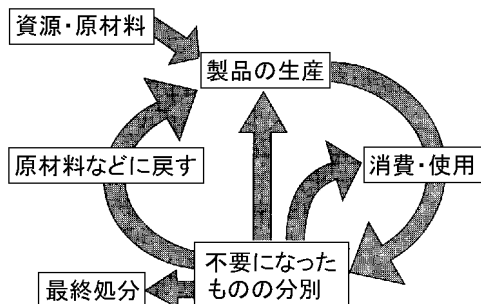 資源・原材料
製品の生産
原材料などに戻す
消費・使用
不要になった
ものの分別
最終処分